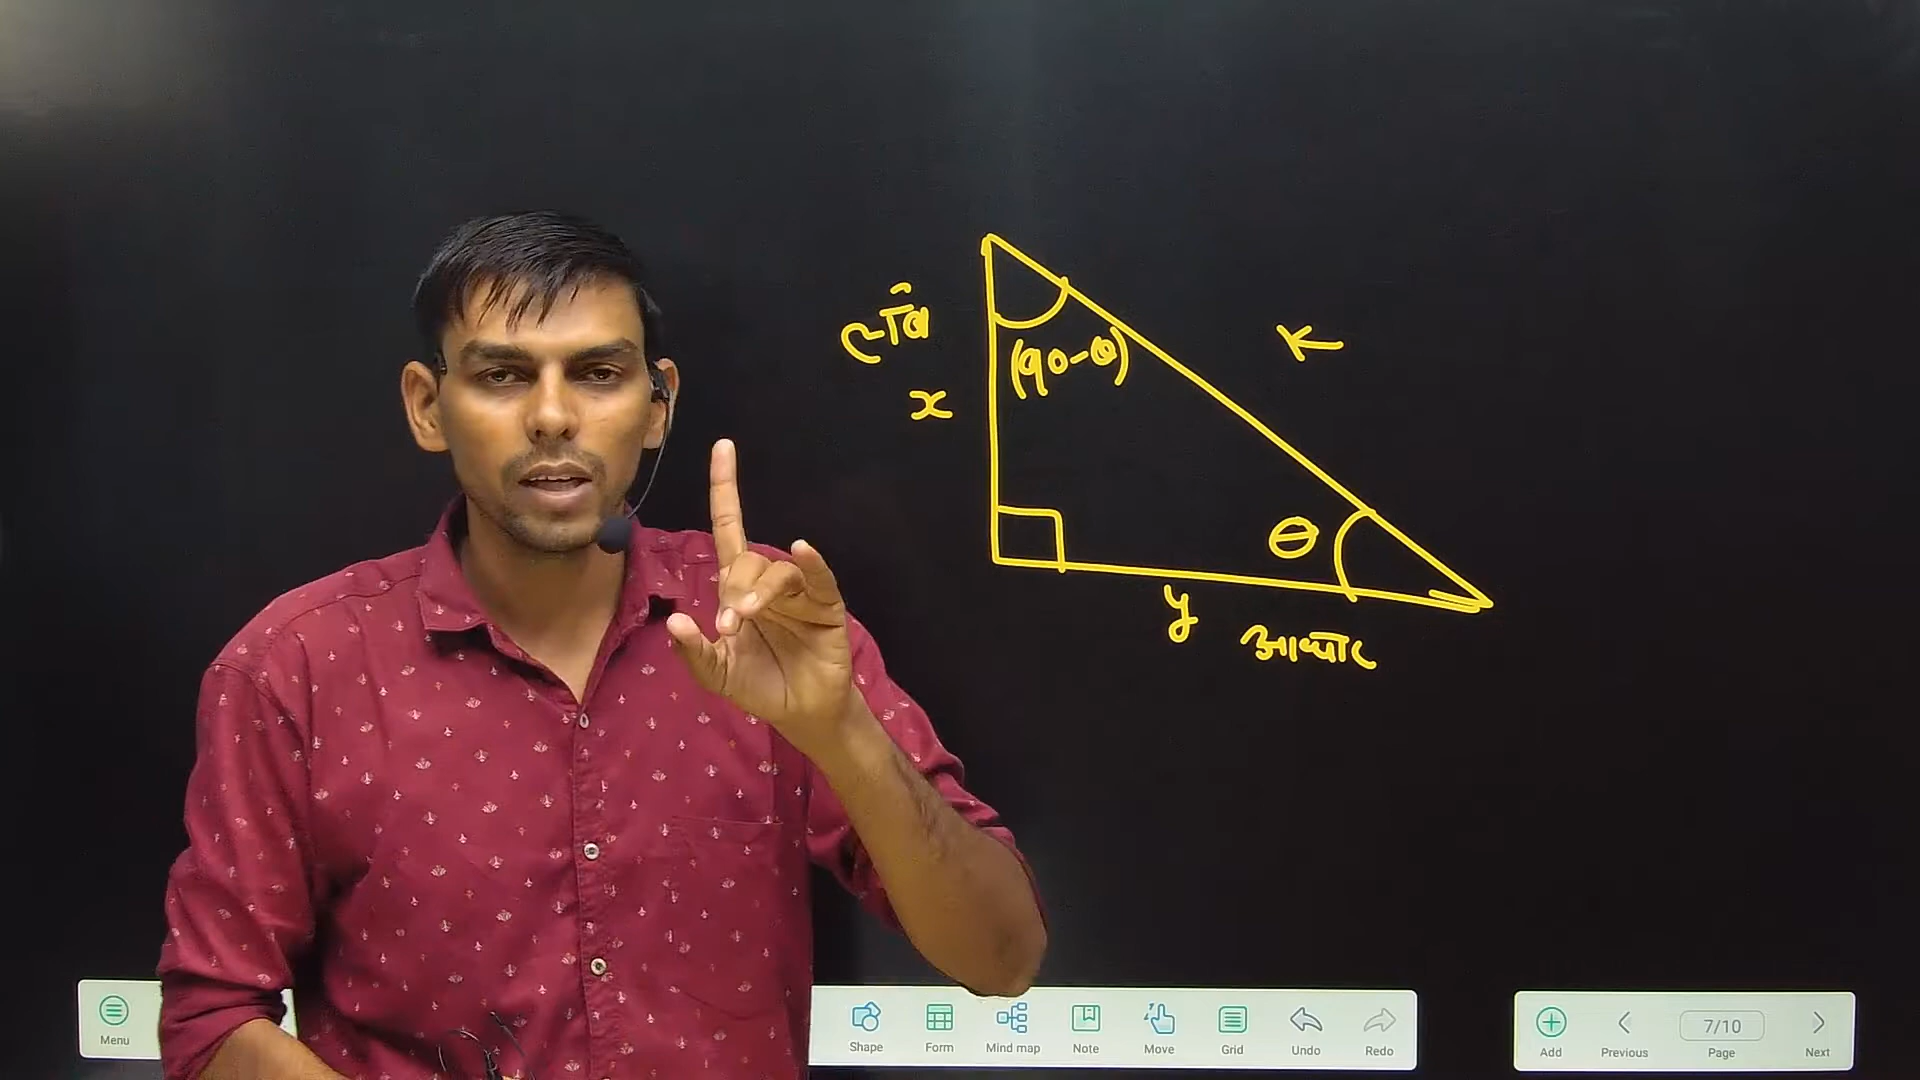 x
(90-θ)
K
θ
y
आधार
Menu
Shape
Form
Mind map
Note
Move
Grid
Undo
Redo
Add
Previous
7/10
Page
Next